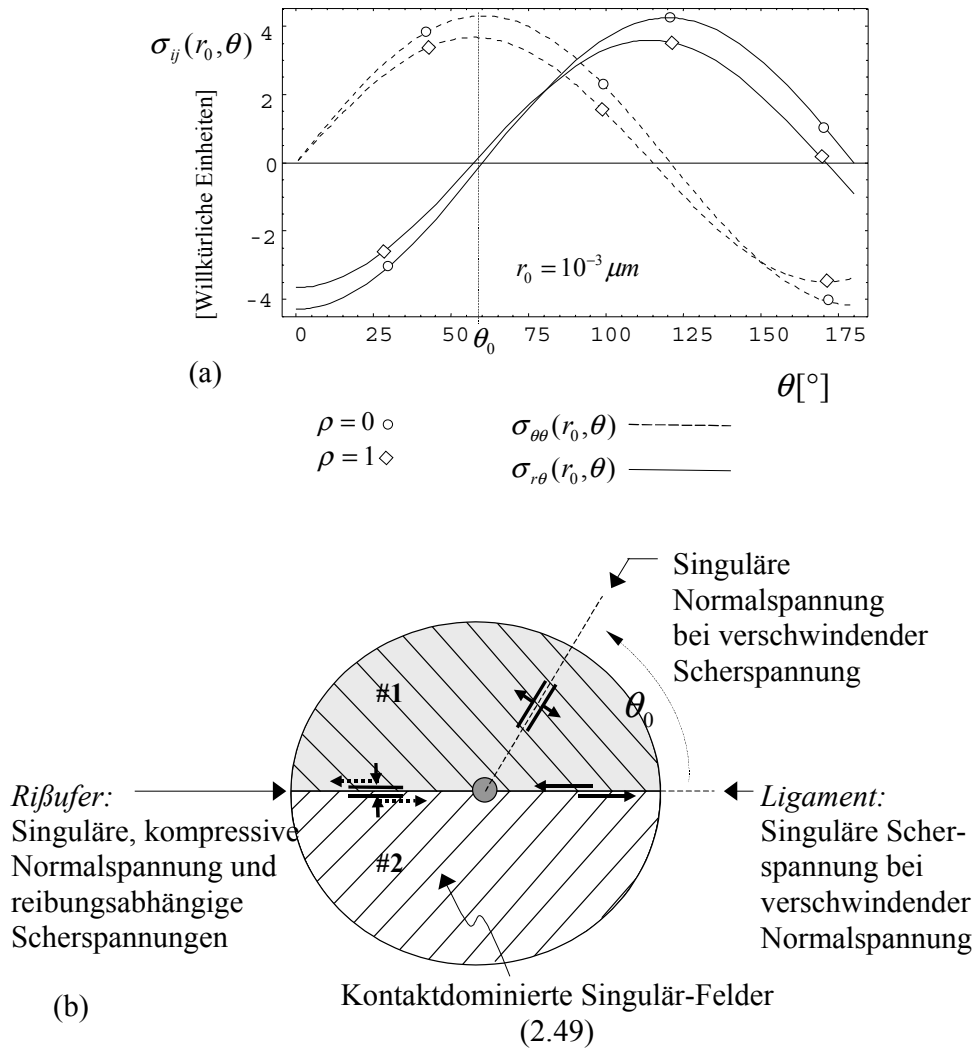 4
σij(r0,θ)
[Willkürliche Einheiten]
2
0
-2
-4
r0 = 10⁻³ μm
0 25 50 75 100 125 150 175
θ0
(a)
θ[°]
ρ = 0
ρ = 1
σθθ(r0,θ)
σrθ(r0,θ)
Singuläre
Normalspannung
bei verschwindender
Scherspannung
#1
θ0
Rißufer:
Singuläre, kompressive
Normalspannung und
reibungsabhängige
Scherspannungen
#2
Ligament:
Singuläre Scher-
spannung bei
verschwindender
Normalspannung
Kontaktdominierte Singulär-Felder
(2.49)
(b)